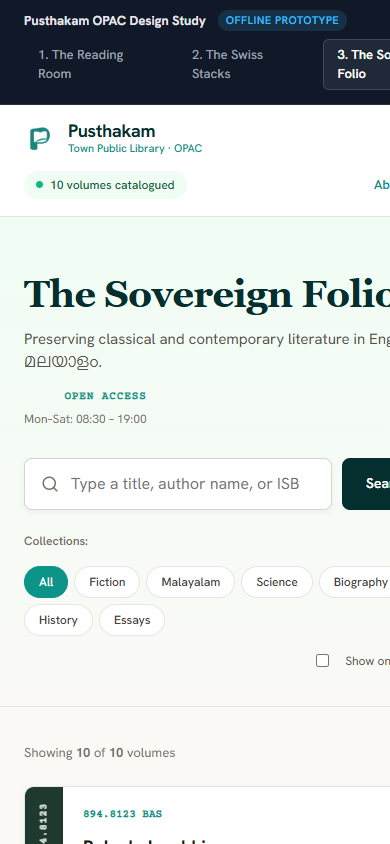 Pusthakam OPAC Design Study OFFLINE PROTOTYPE
1. The Reading Room
2. The Swiss Stacks
3. The So
Folio
Pusthakam
Town Public Library · OPAC
10 volumes catalogued
Ab
The Sovereign Folio
Preserving classical and contemporary literature in Eng
മലയാളം.
OPEN ACCESS
Mon–Sat: 08:30 – 19:00
Type a title, author name, or ISB
Sear
Collections:
All Fiction Malayalam Science Biography
History Essays
Show on
Showing 10 of 10 volumes
894.8123 BAS
4.8123